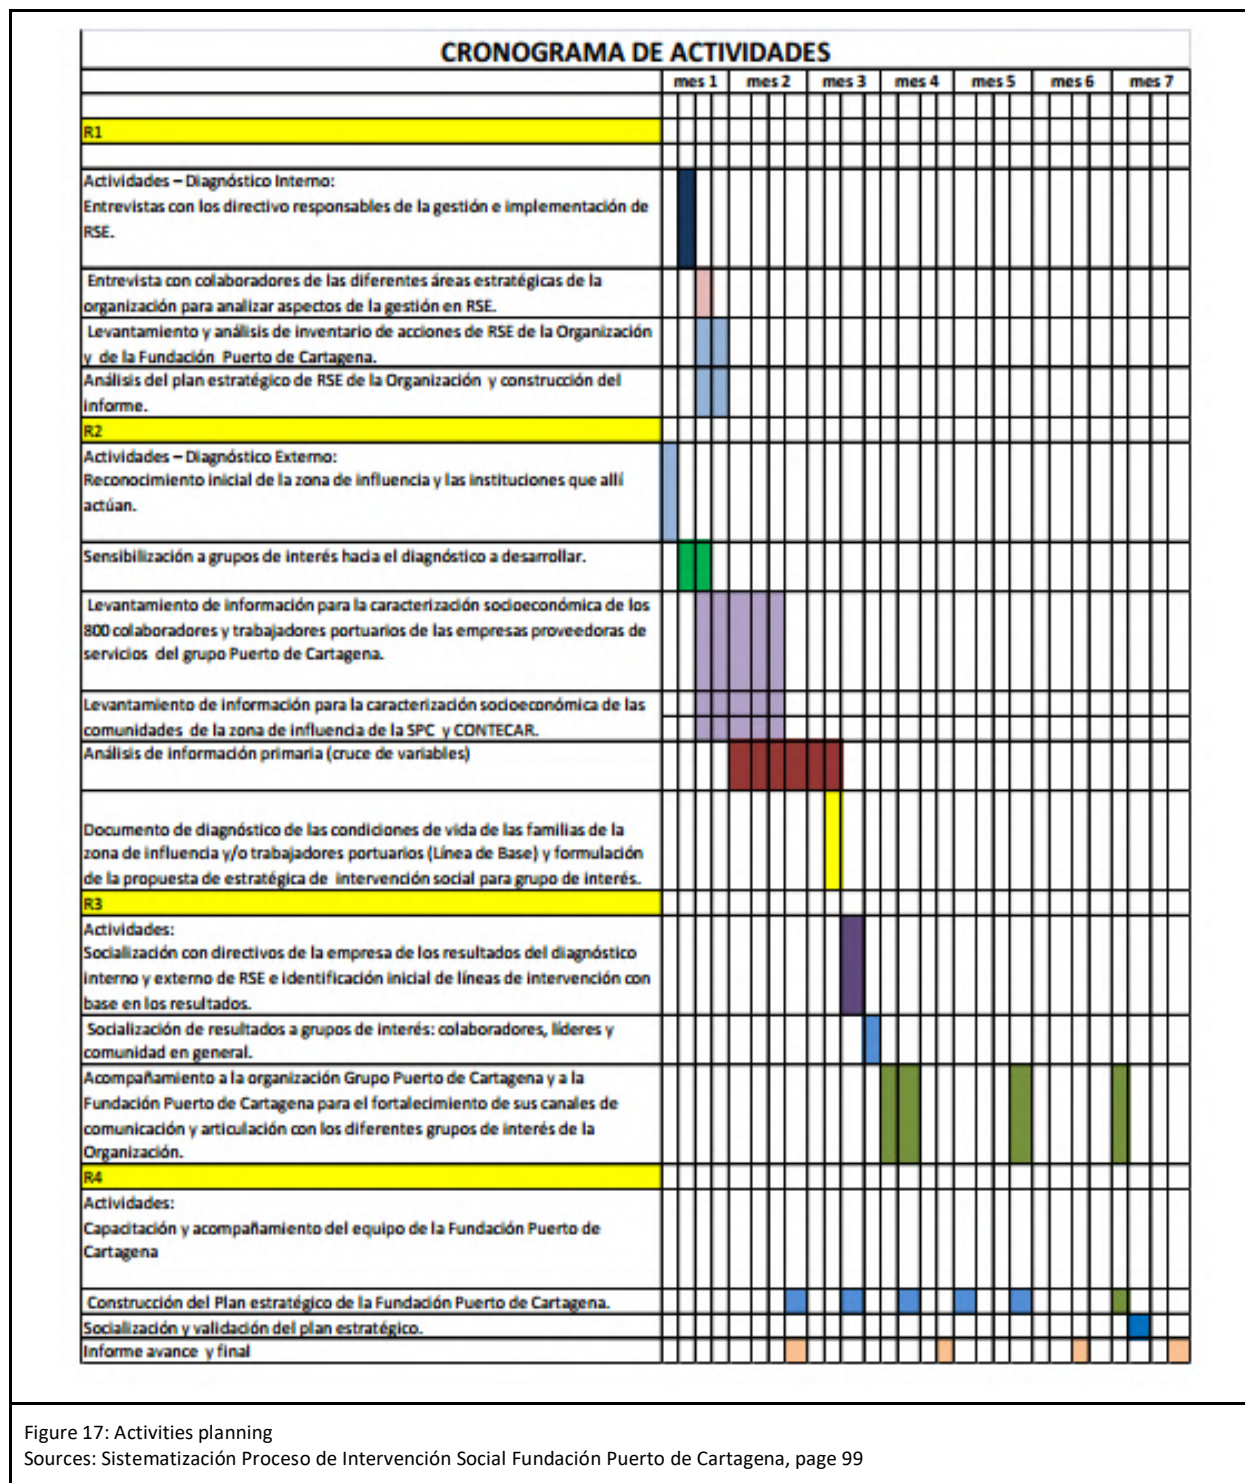 CRONOGRAMA DE ACTIVIDADES
mes 1 mes 2 mes 3 mes 4 mes 5 mes 6 mes 7
R1
Actividades – Diagnóstico Interno:
Entrevistas con los directivo responsables de la gestión e implementación de
RSE.
Entrevista con colaboradores de las diferentes áreas estratégicas de la
organización para analizar aspectos de la gestión en RSE.
Levantamiento y análisis de inventario de acciones de RSE de la Organización
y de la Fundación Puerto de Cartagena.
Análisis del plan estratégico de RSE de la Organización y construcción del
informe.
R2
Actividades – Diagnóstico Externo:
Reconocimiento inicial de la zona de influencia y las instituciones que allí
actúan.
Sensibilización a grupos de interés hacia el diagnóstico a desarrollar.
Levantamiento de información para la caracterización socioeconómica de los
800 colaboradores y trabajadores portuarios de las empresas proveedoras de
servicios del grupo Puerto de Cartagena.
Levantamiento de información para la caracterización socioeconómica de las
comunidades de la zona de influencia de la SPC y CONTECAR.
Análisis de información primaria (cruce de variables)
Documento de diagnóstico de las condiciones de vida de las familias de la
zona de influencia y/o trabajadores portuarios (Línea de Base) y formulación
de la propuesta de estratégica de intervención social para grupo de interés.
R3
Actividades:
Socialización con directivos de la empresa de los resultados del diagnóstico
interno y externo de RSE e identificación inicial de líneas de intervención con
base en los resultados.
Socialización de resultados a grupos de interés: colaboradores, líderes y
comunidad en general.
Acompañamiento a la organización Grupo Puerto de Cartagena y a la
Fundación Puerto de Cartagena para el fortalecimiento de sus canales de
comunicación y articulación con los diferentes grupos de interés de la
Organización.
R4
Actividades:
Capacitación y acompañamiento del equipo de la Fundación Puerto de
Cartagena
Construcción del Plan estratégico de la Fundación Puerto de Cartagena.
Socialización y validación del plan estratégico.
Informe avance y final
Figure 17: Activities planning
Sources: Sistematización Proceso de Intervención Social Fundación Puerto de Cartagena, page 99